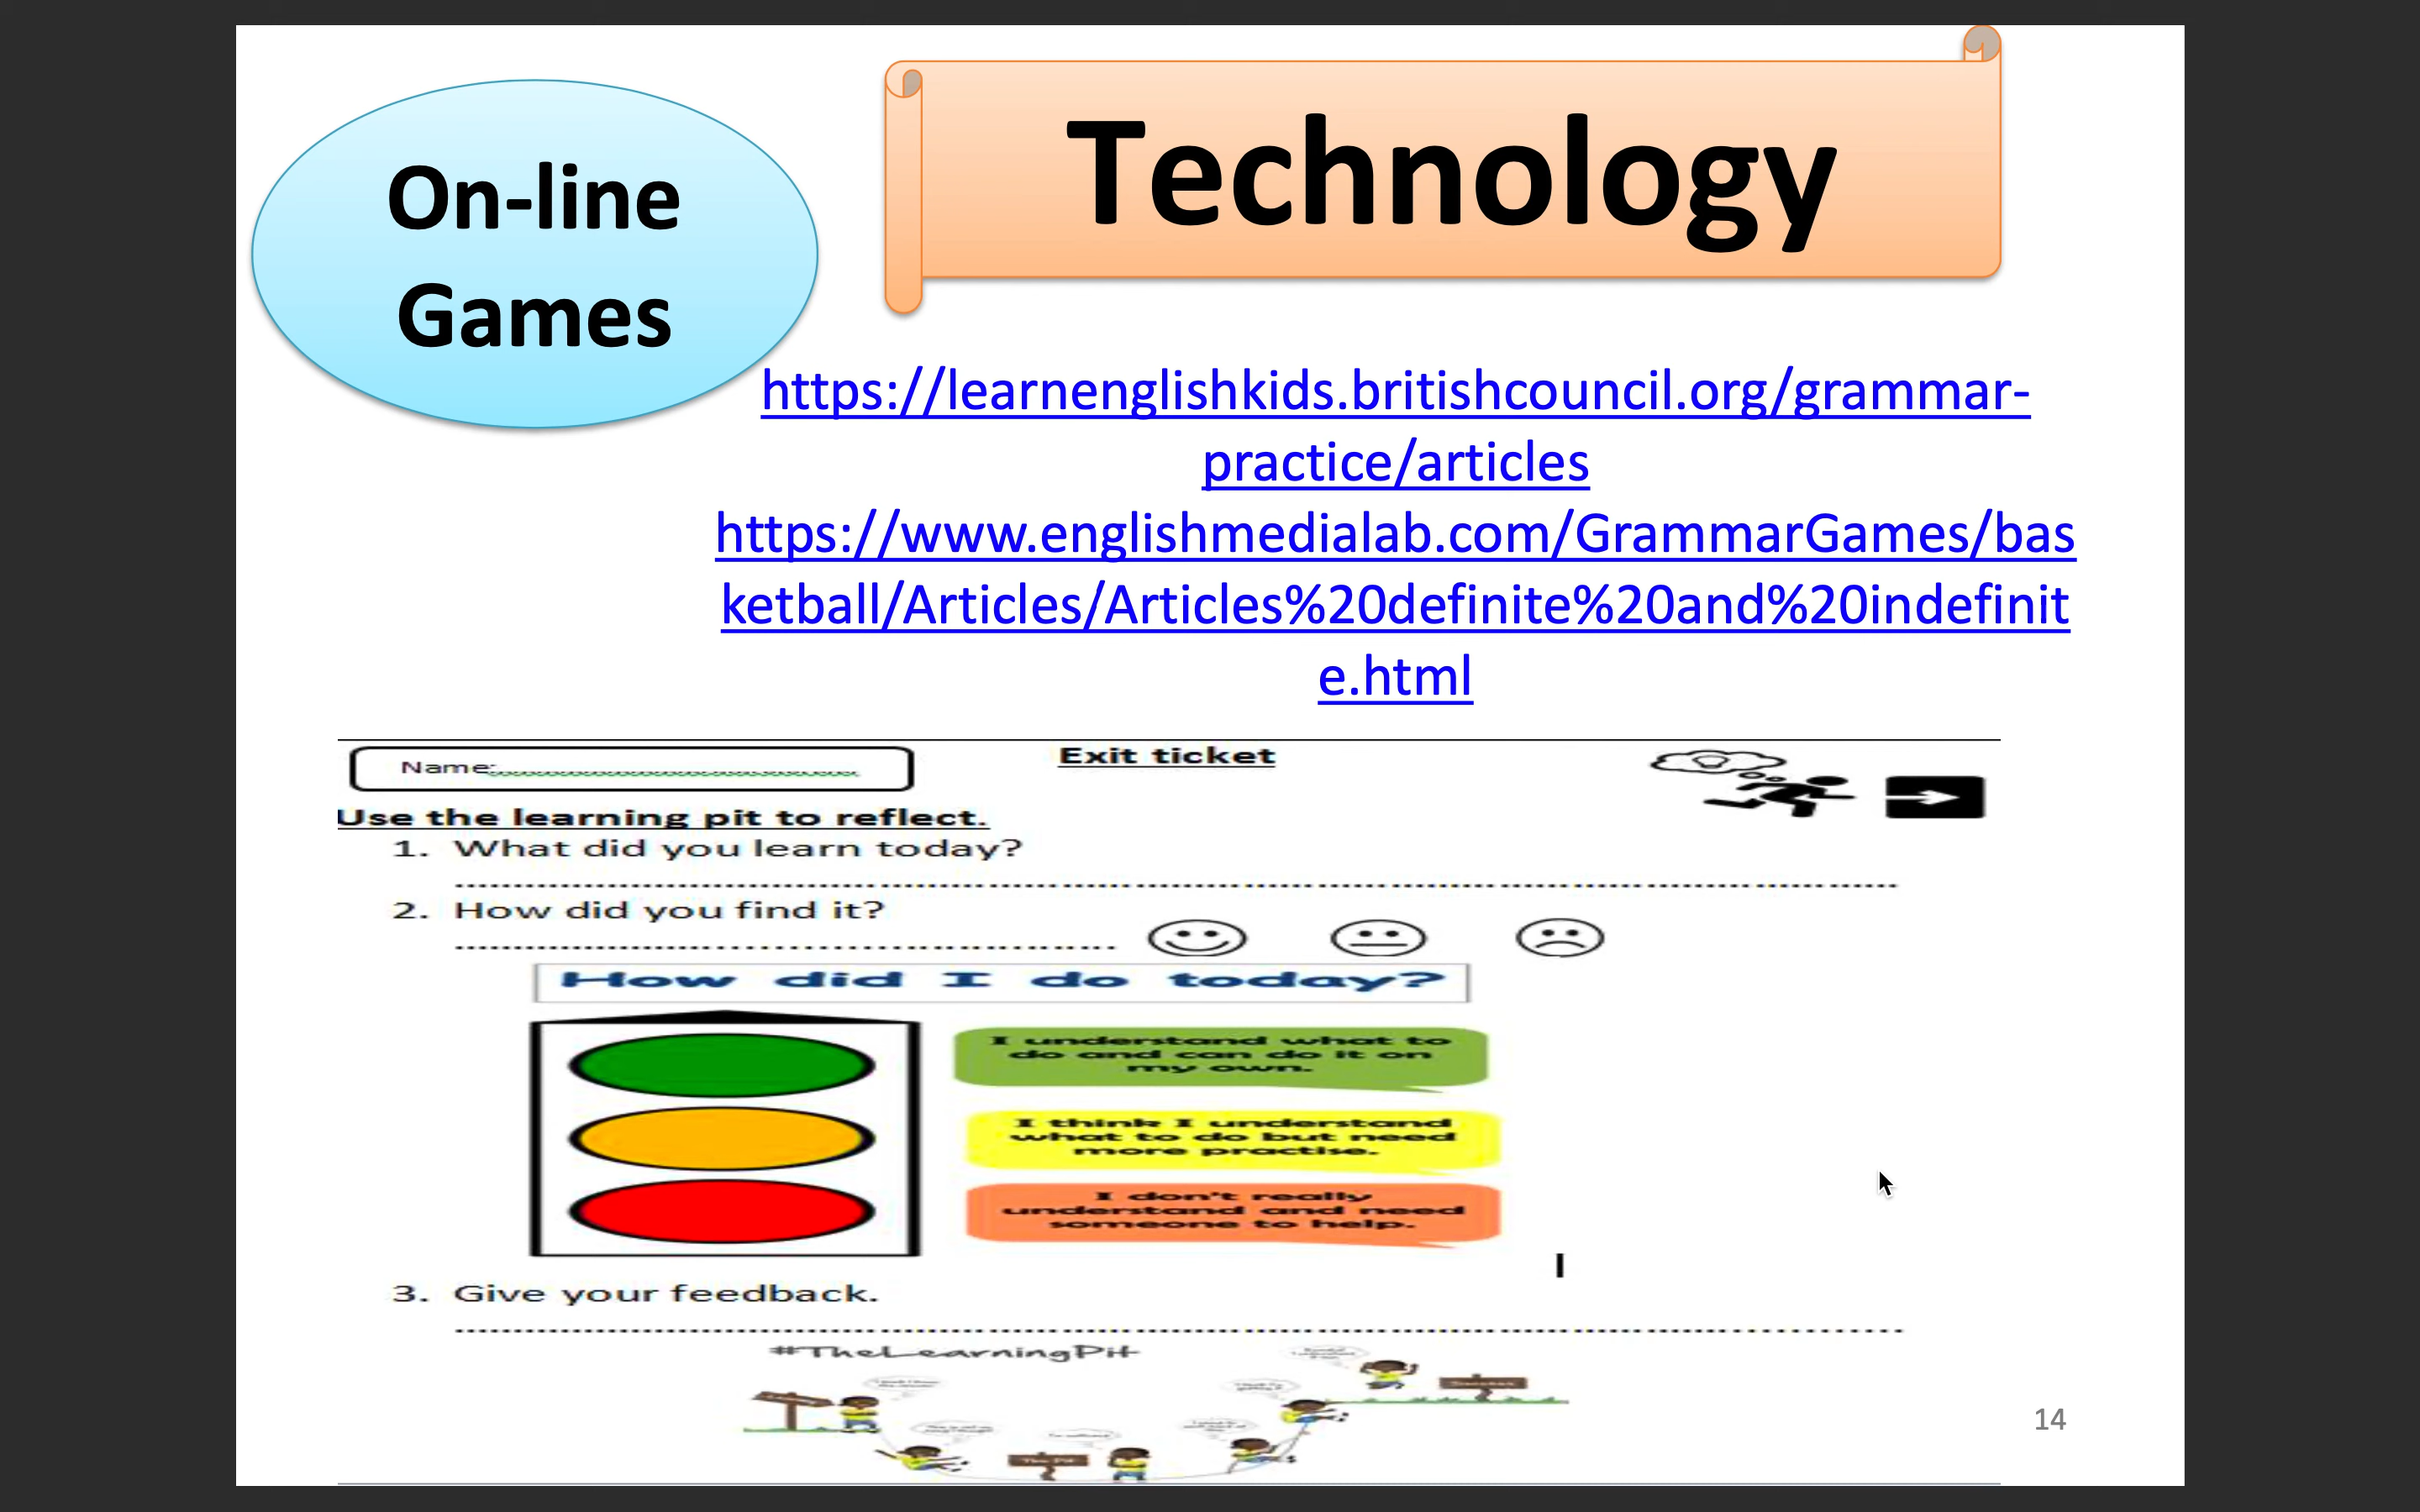 On-line
Games
Technology
https://learnenglishkids.britishcouncil.org/grammar-
practice/articles
https://www.englishmedialab.com/GrammarGames/bas
ketball/Articles/Articles%20definite%20and%20indefinit
e.html
Name:
Exit ticket
Use the learning pit to reflect.
1. What did you learn today?
2. How did you find it?
How did I do today?
I understand what to
do and can do it on
my own.
I think I understand
what to do but need
more practise.
I don't really
understand and need
someone to help.
3. Give your feedback.
#TheLearningPit
The Pit
14